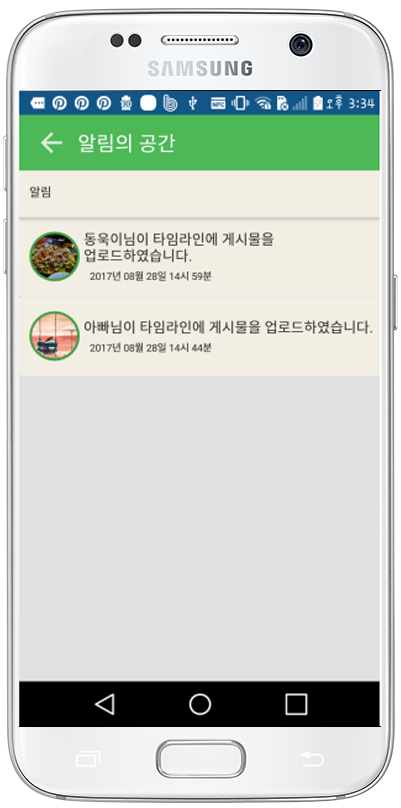 SAMSUNG
오후 3:34
알림의 공간
알림
동욱이님이 타임라인에 게시물을
업로드하였습니다.
2017년 08월 28일 14시 59분
아빠님이 타임라인에 게시물을 업로드하였습니다.
2017년 08월 28일 14시 44분